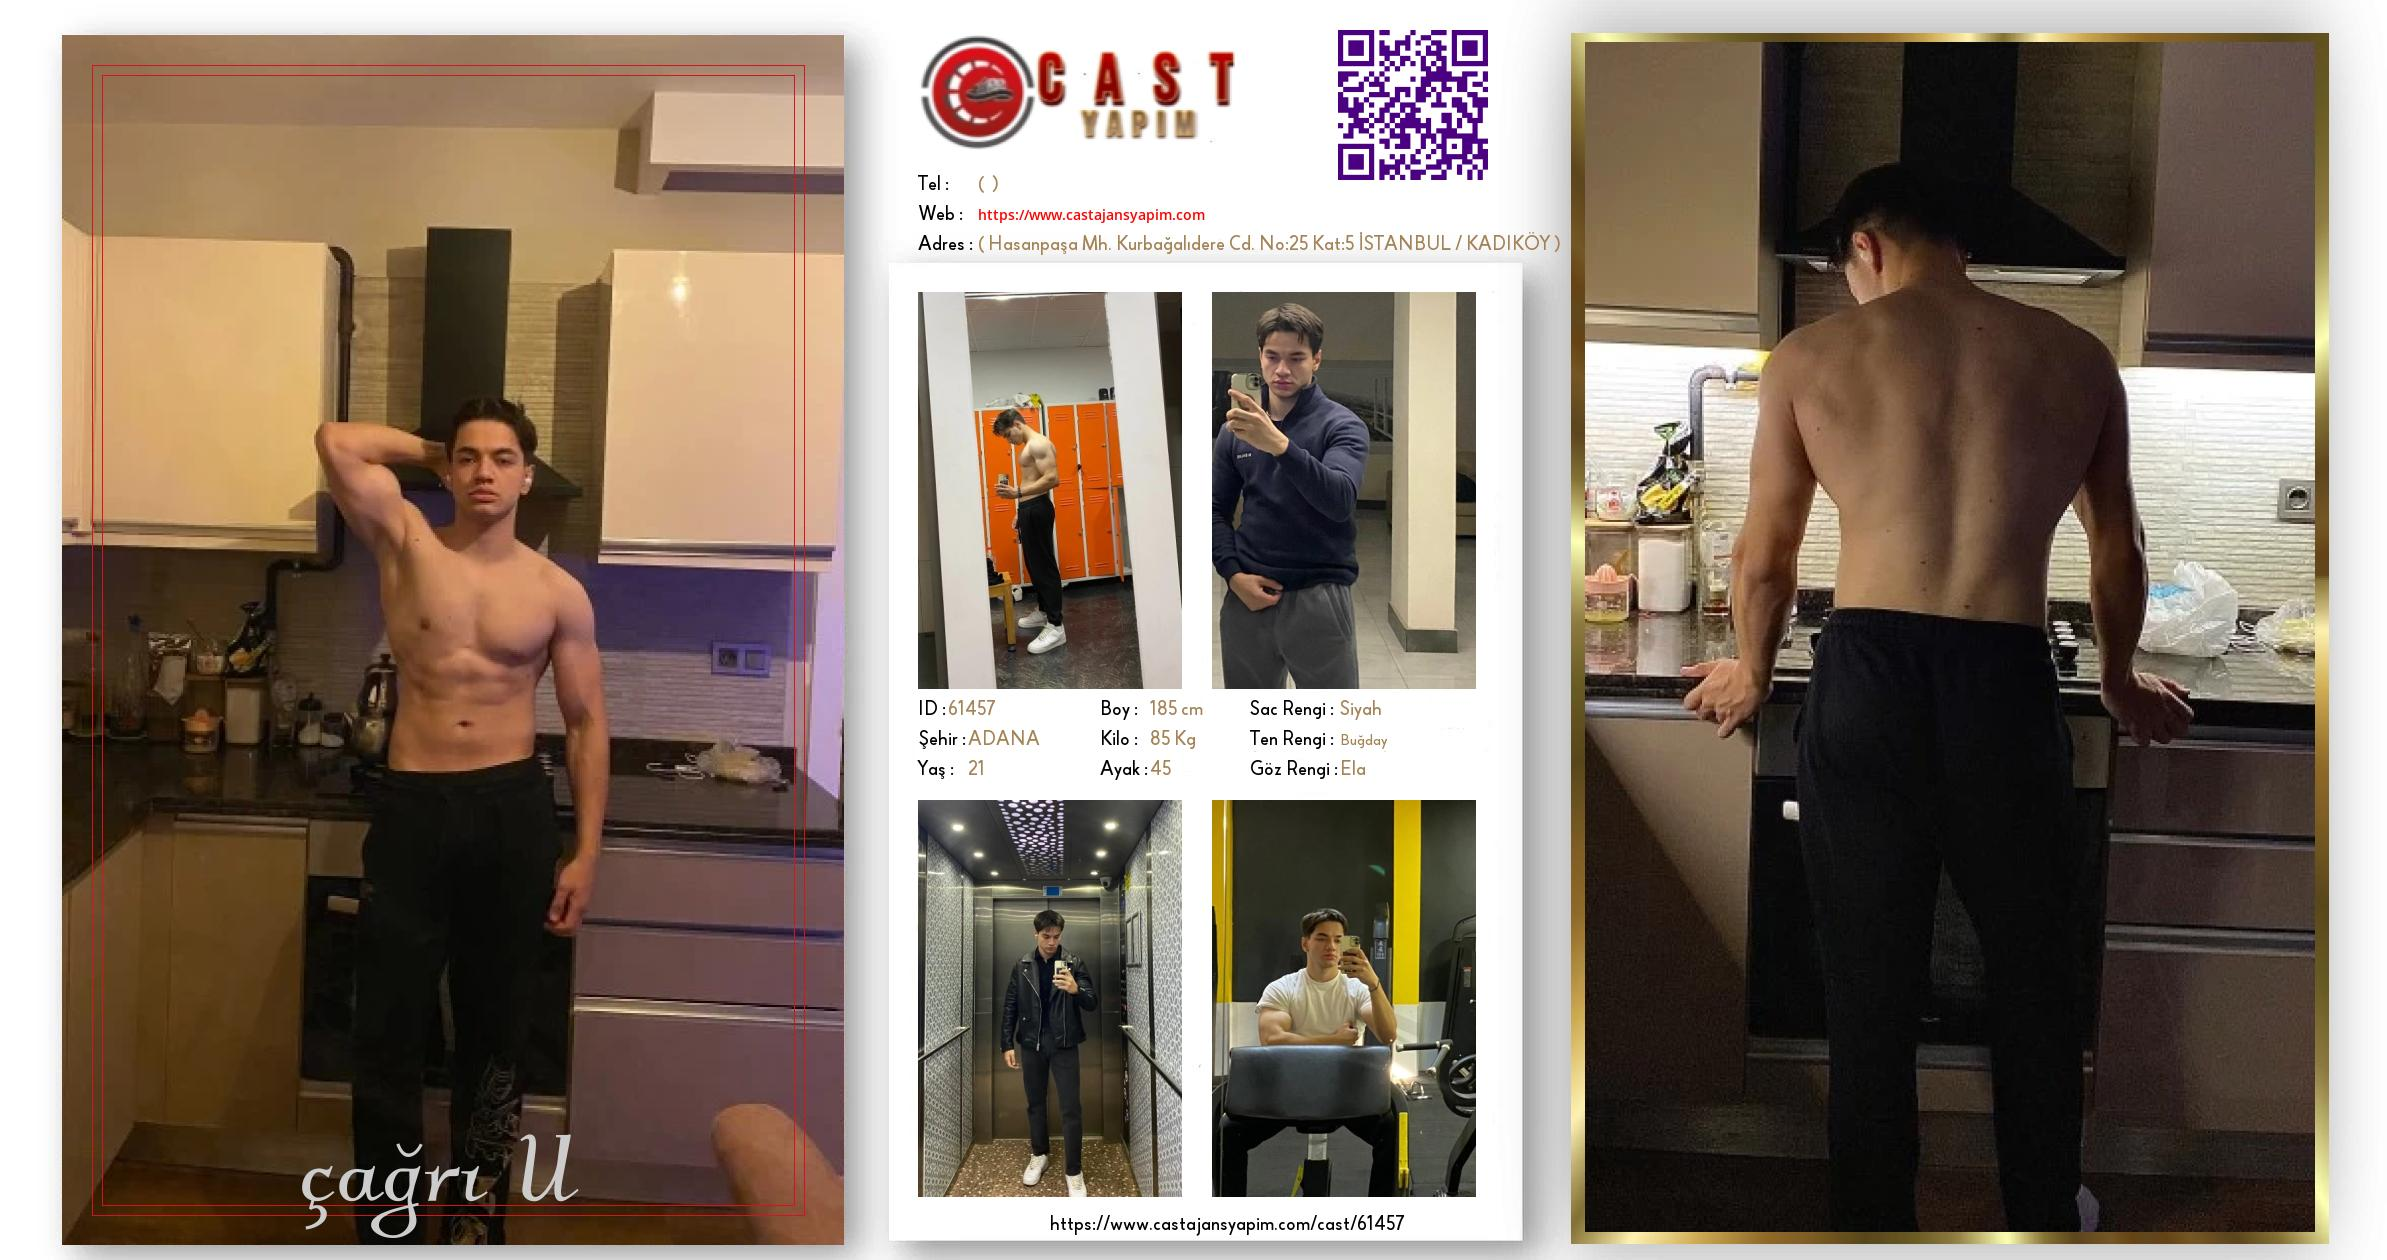 CAST
YAPIM
Tel : ( )
Web : https://www.castajansyapim.com
Adres : ( Hasanpaşa Mh. Kurbağalıdere Cd. No:25 Kat:5 İSTANBUL / KADIKÖY )
ID : 61457 Boy : 185 cm Sac Rengi : Siyah
Şehir : ADANA Kilo : 85 Kg Ten Rengi : Buğday
Yaş : 21 Ayak : 45 Göz Rengi : Ela
çağrı U
https://www.castajansyapim.com/cast/61457